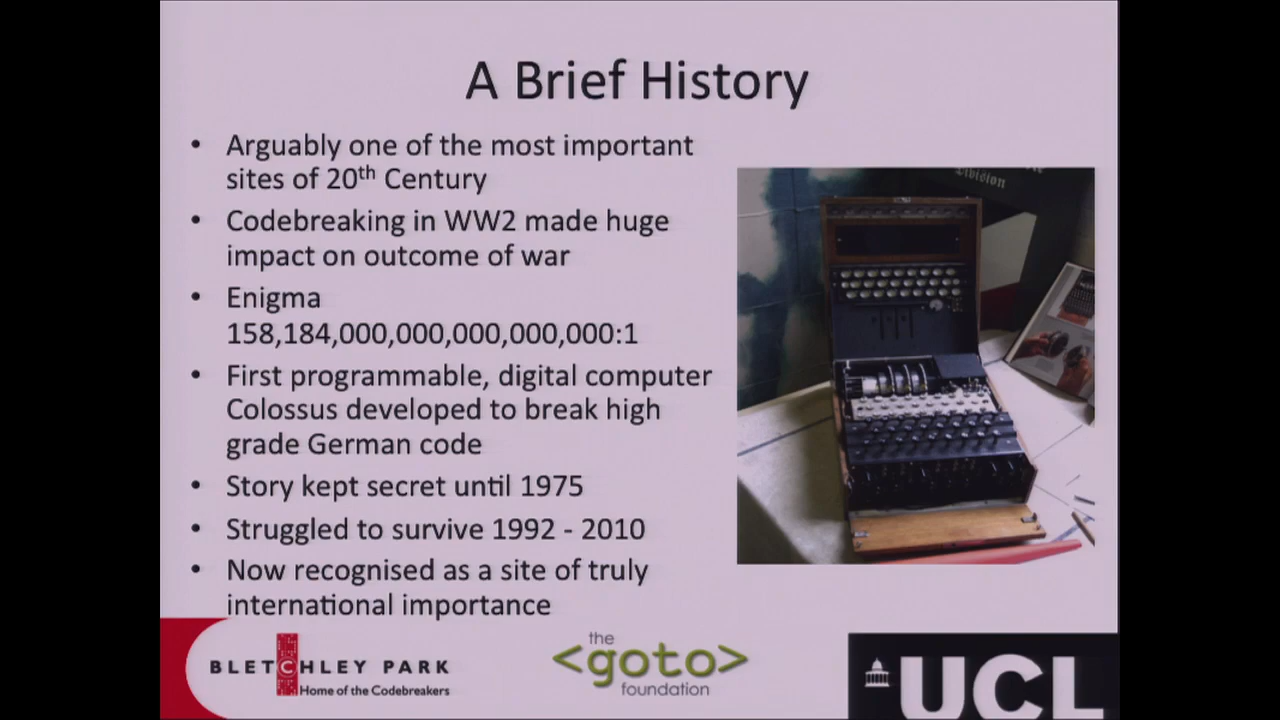 A Brief History
• Arguably one of the most important
sites of 20th Century
• Codebreaking in WW2 made huge
impact on outcome of war
• Enigma
158,184,000,000,000,000,000:1
• First programmable, digital computer
Colossus developed to break high
grade German code
• Story kept secret until 1975
• Struggled to survive 1992 - 2010
• Now recognised as a site of truly
international importance
Division
BLETCHLEY PARK
Home of the Codebreakers
the
<goto>
foundation
UCL